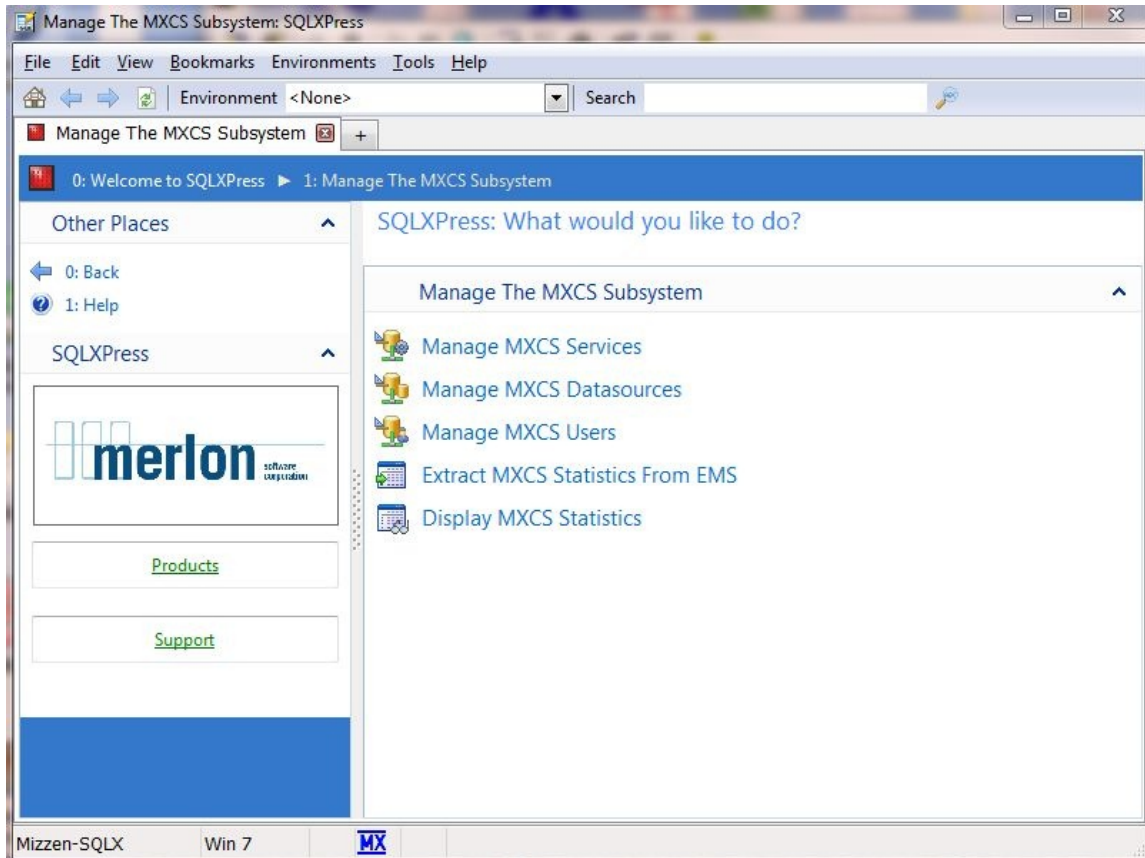 Manage The MXCS Subsystem: SQLXPress
File Edit View Bookmarks Environments Tools Help
Environment <None> Search
Manage The MXCS Subsystem +
0: Welcome to SQLXPress ► 1: Manage The MXCS Subsystem
Other Places
0: Back
1: Help
SQLXPress
merlon software corporation
Products
Support
SQLXPress: What would you like to do?
Manage The MXCS Subsystem
Manage MXCS Services
Manage MXCS Datasources
Manage MXCS Users
Extract MXCS Statistics From EMS
Display MXCS Statistics
Mizzen-SQLX Win 7 MX